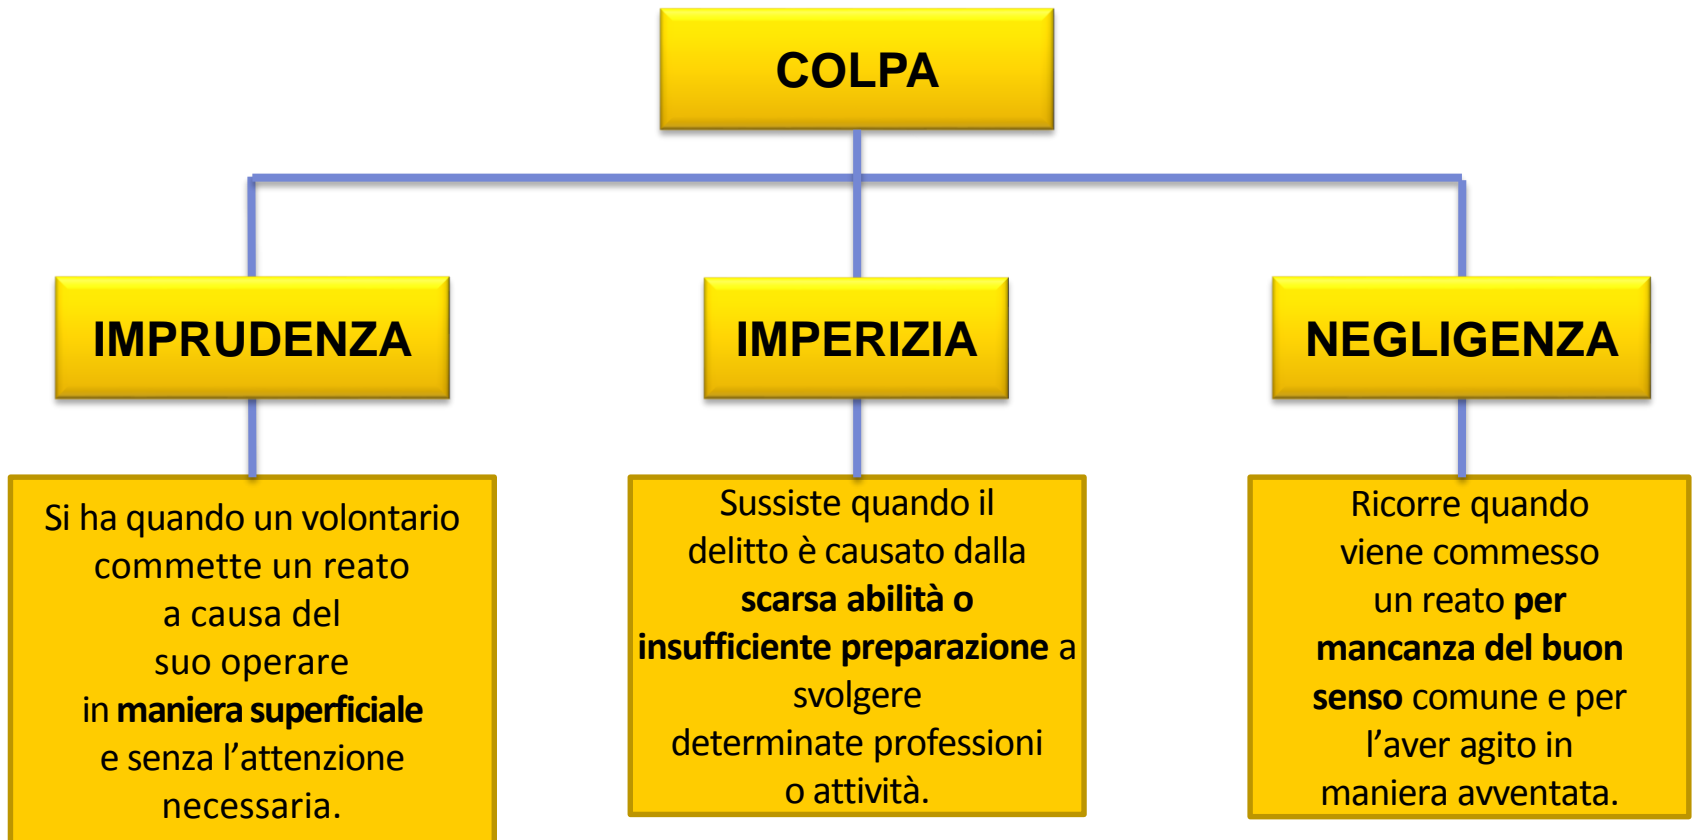 COLPA
IMPRUDENZA
IMPERIZIA
NEGLIGENZA
Si ha quando un volontario
commette un reato
a causa del
suo operare
in maniera superficiale
e senza l’attenzione
necessaria.
Sussiste quando il
delitto è causato dalla
scarsa abilità o
insufficiente preparazione a
svolgere
determinate professioni
o attività.
Ricorre quando
viene commesso
un reato per
mancanza del buon
senso comune e per
l’aver agito in
maniera avventata.